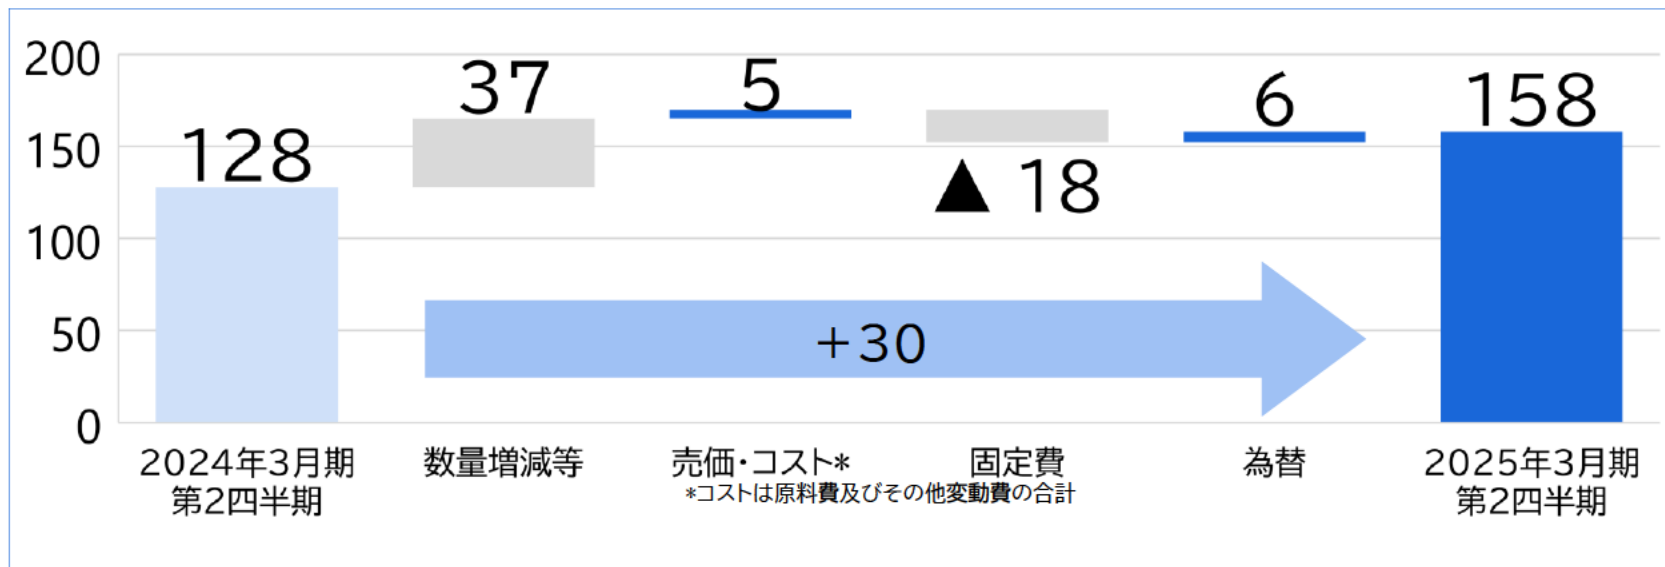 200
150
100
50
0
128
37
5
▲ 18
6
158
+30
2024年3月期
第2四半期
数量増減等
売価・コスト*
固定費
為替
2025年3月期
第2四半期
*コストは原料費及びその他変動費の合計